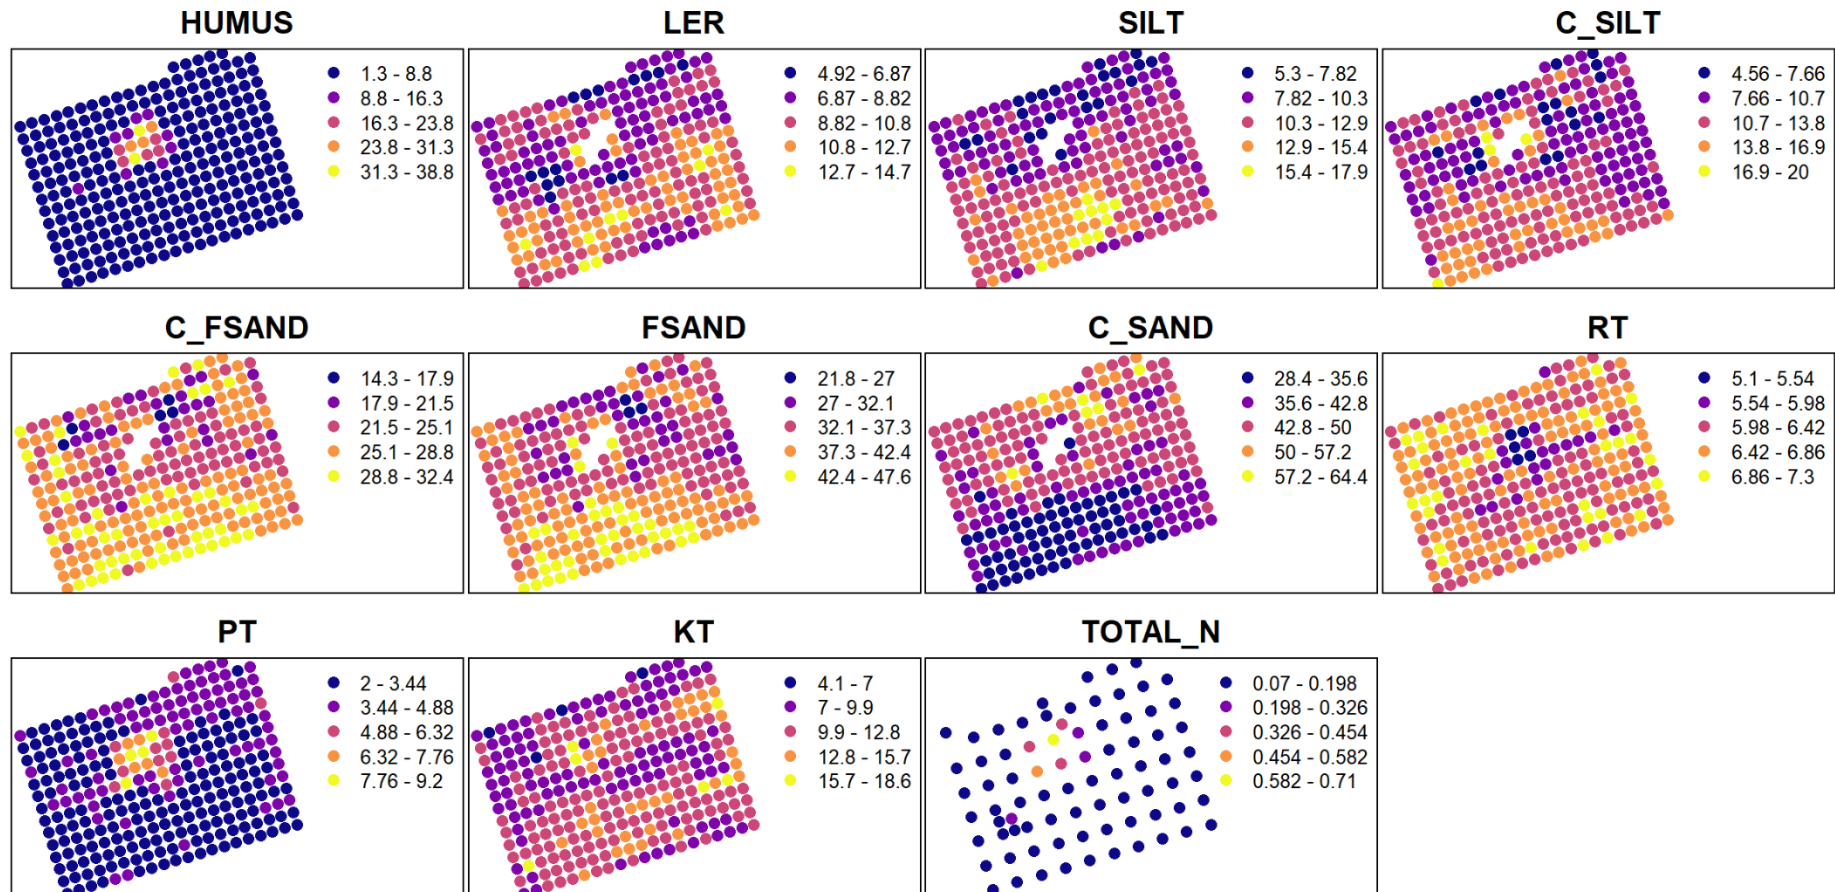 HUMUS
1.3 - 8.8
8.8 - 16.3
16.3 - 23.8
23.8 - 31.3
31.3 - 38.8
LER
4.92 - 6.87
6.87 - 8.82
8.82 - 10.8
10.8 - 12.7
12.7 - 14.7
SILT
5.3 - 7.82
7.82 - 10.3
10.3 - 12.9
12.9 - 15.4
15.4 - 17.9
C_SILT
4.56 - 7.66
7.66 - 10.7
10.7 - 13.8
13.8 - 16.9
16.9 - 20
C_FSAND
14.3 - 17.9
17.9 - 21.5
21.5 - 25.1
25.1 - 28.8
28.8 - 32.4
FSAND
21.8 - 27
27 - 32.1
32.1 - 37.3
37.3 - 42.4
42.4 - 47.6
C_SAND
28.4 - 35.6
35.6 - 42.8
42.8 - 50
50 - 57.2
57.2 - 64.4
RT
5.1 - 5.54
5.54 - 5.98
5.98 - 6.42
6.42 - 6.86
6.86 - 7.3
PT
2 - 3.44
3.44 - 4.88
4.88 - 6.32
6.32 - 7.76
7.76 - 9.2
KT
4.1 - 7
7 - 9.9
9.9 - 12.8
12.8 - 15.7
15.7 - 18.6
TOTAL_N
0.07 - 0.198
0.198 - 0.326
0.326 - 0.454
0.454 - 0.582
0.582 - 0.71